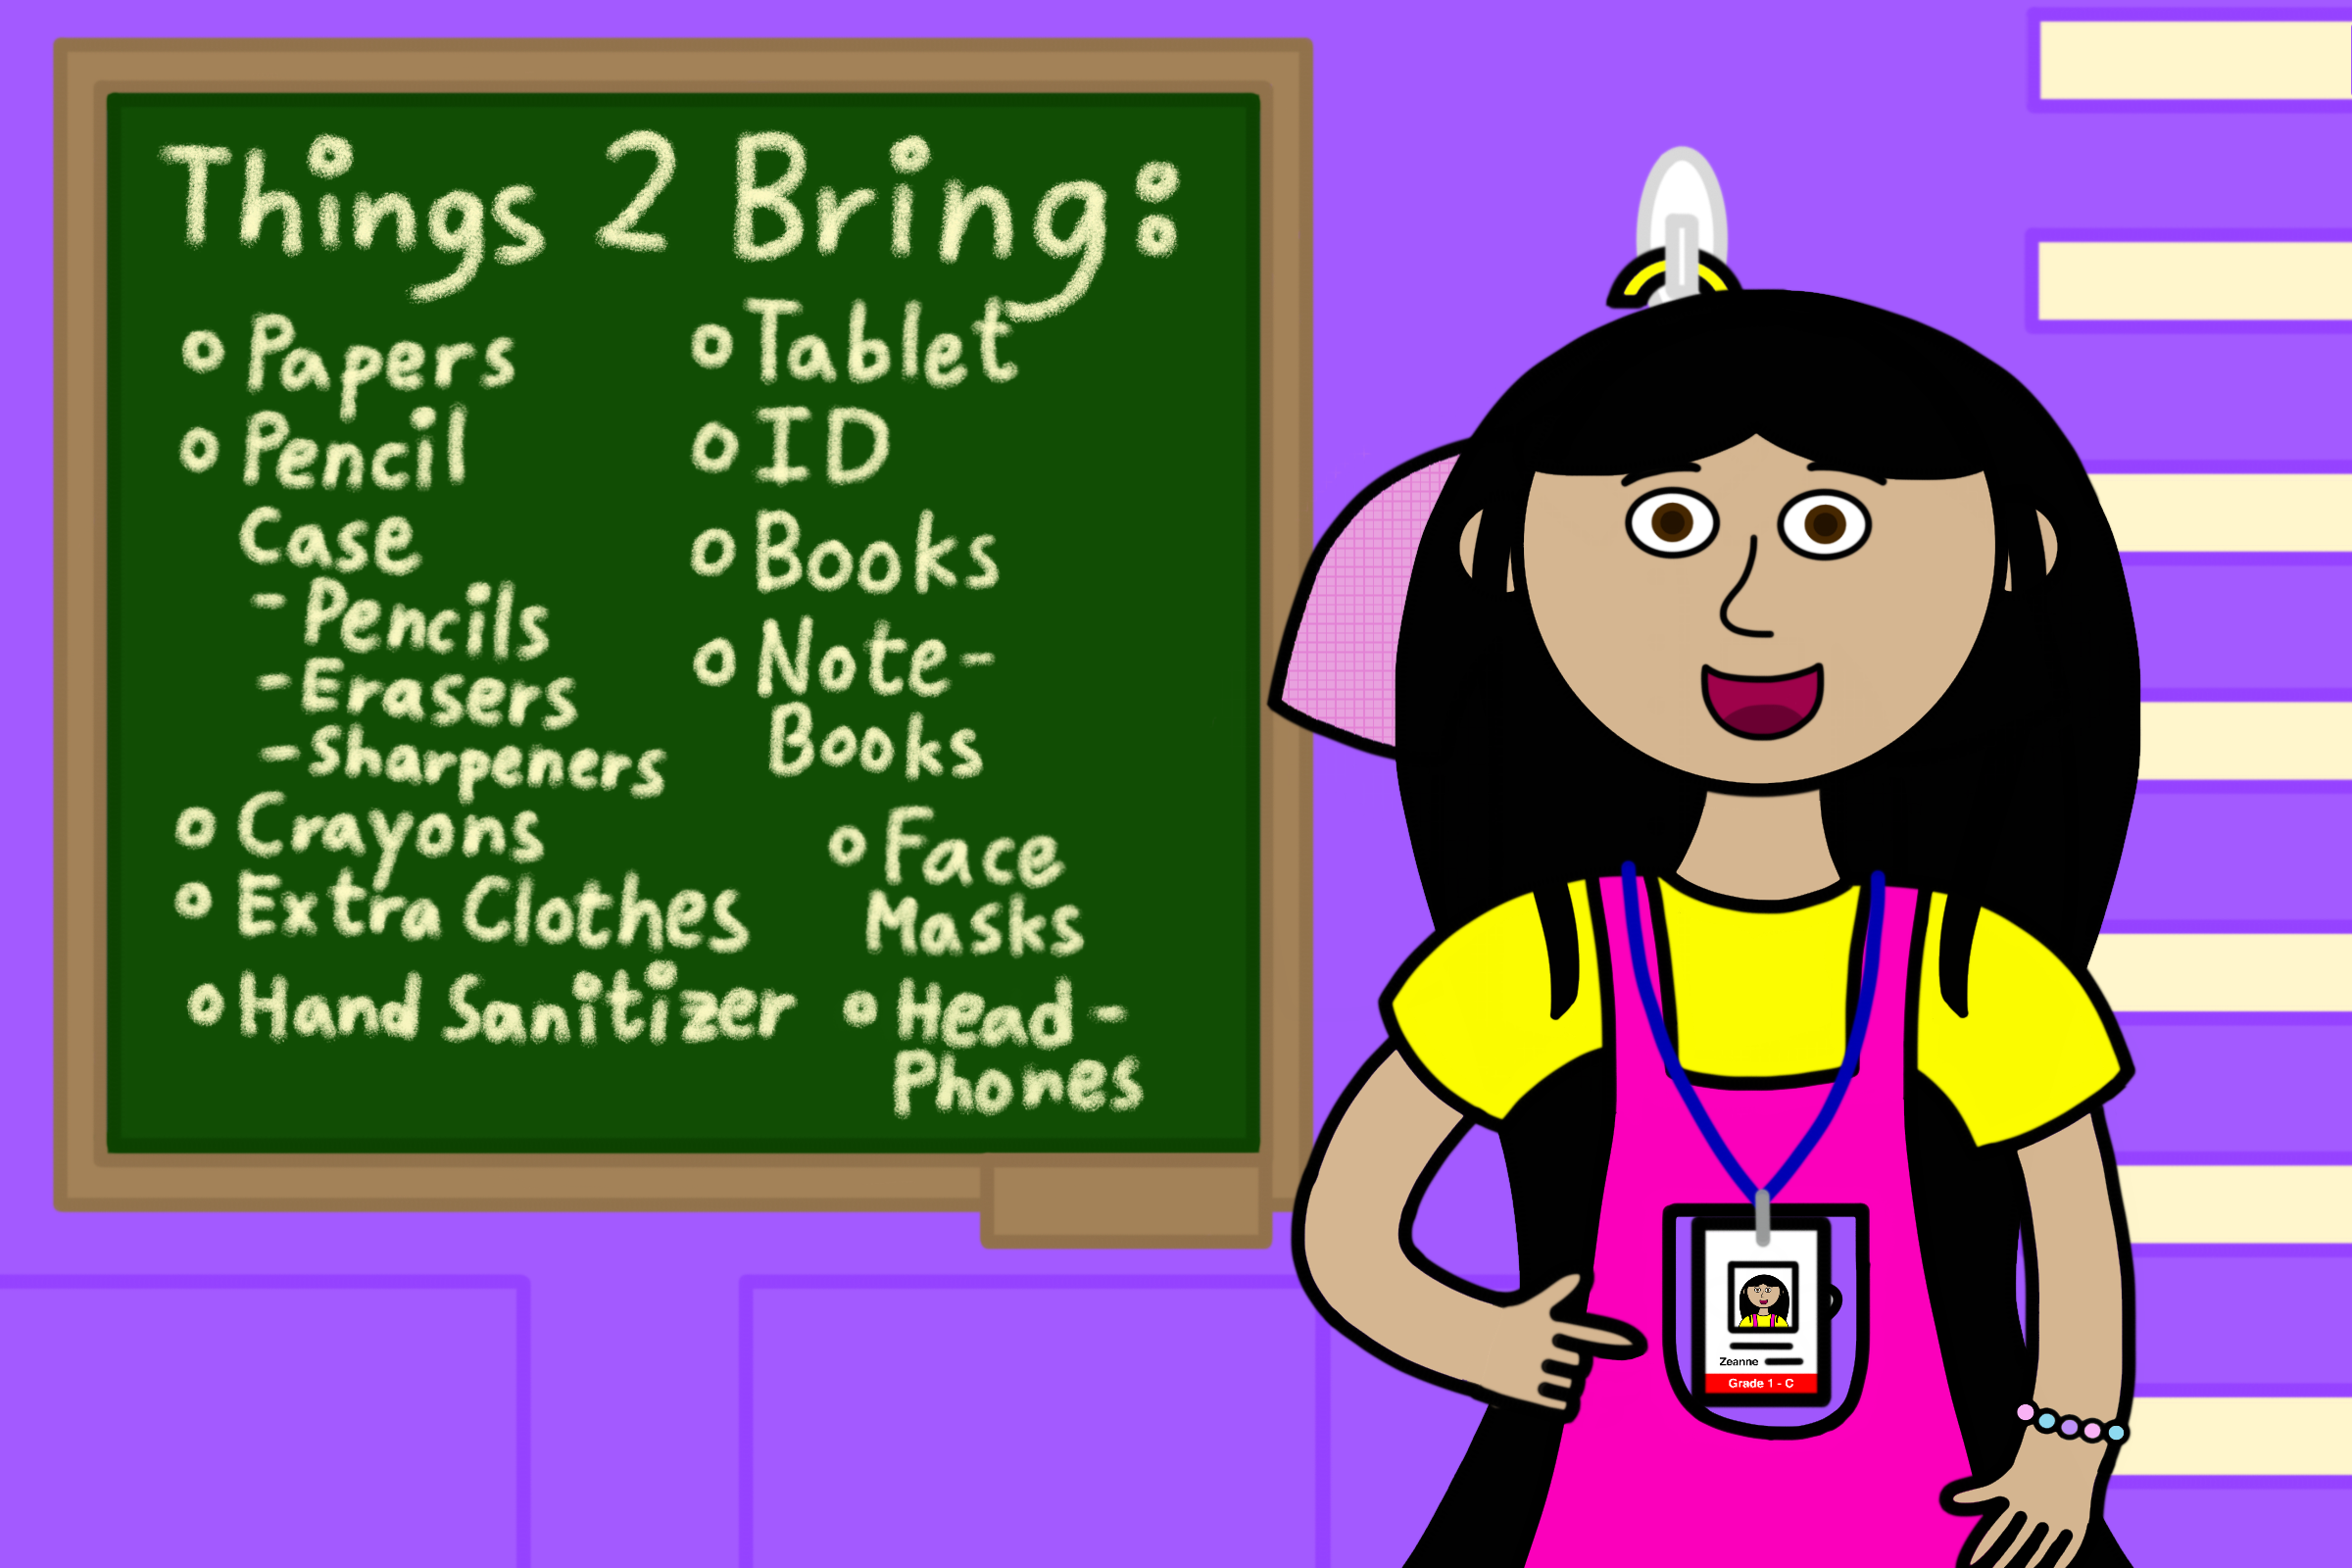 Things 2 Bring:
o Papers
o Pencil
Case
- Pencils
- Erasers
- Sharpeners
o Crayons
o Extra Clothes
o Hand Sanitizer
o Tablet
o ID
o Books
o Note-
Books
o Face
Masks
o Head-
Phones
Zeanne
Grade 1 - C